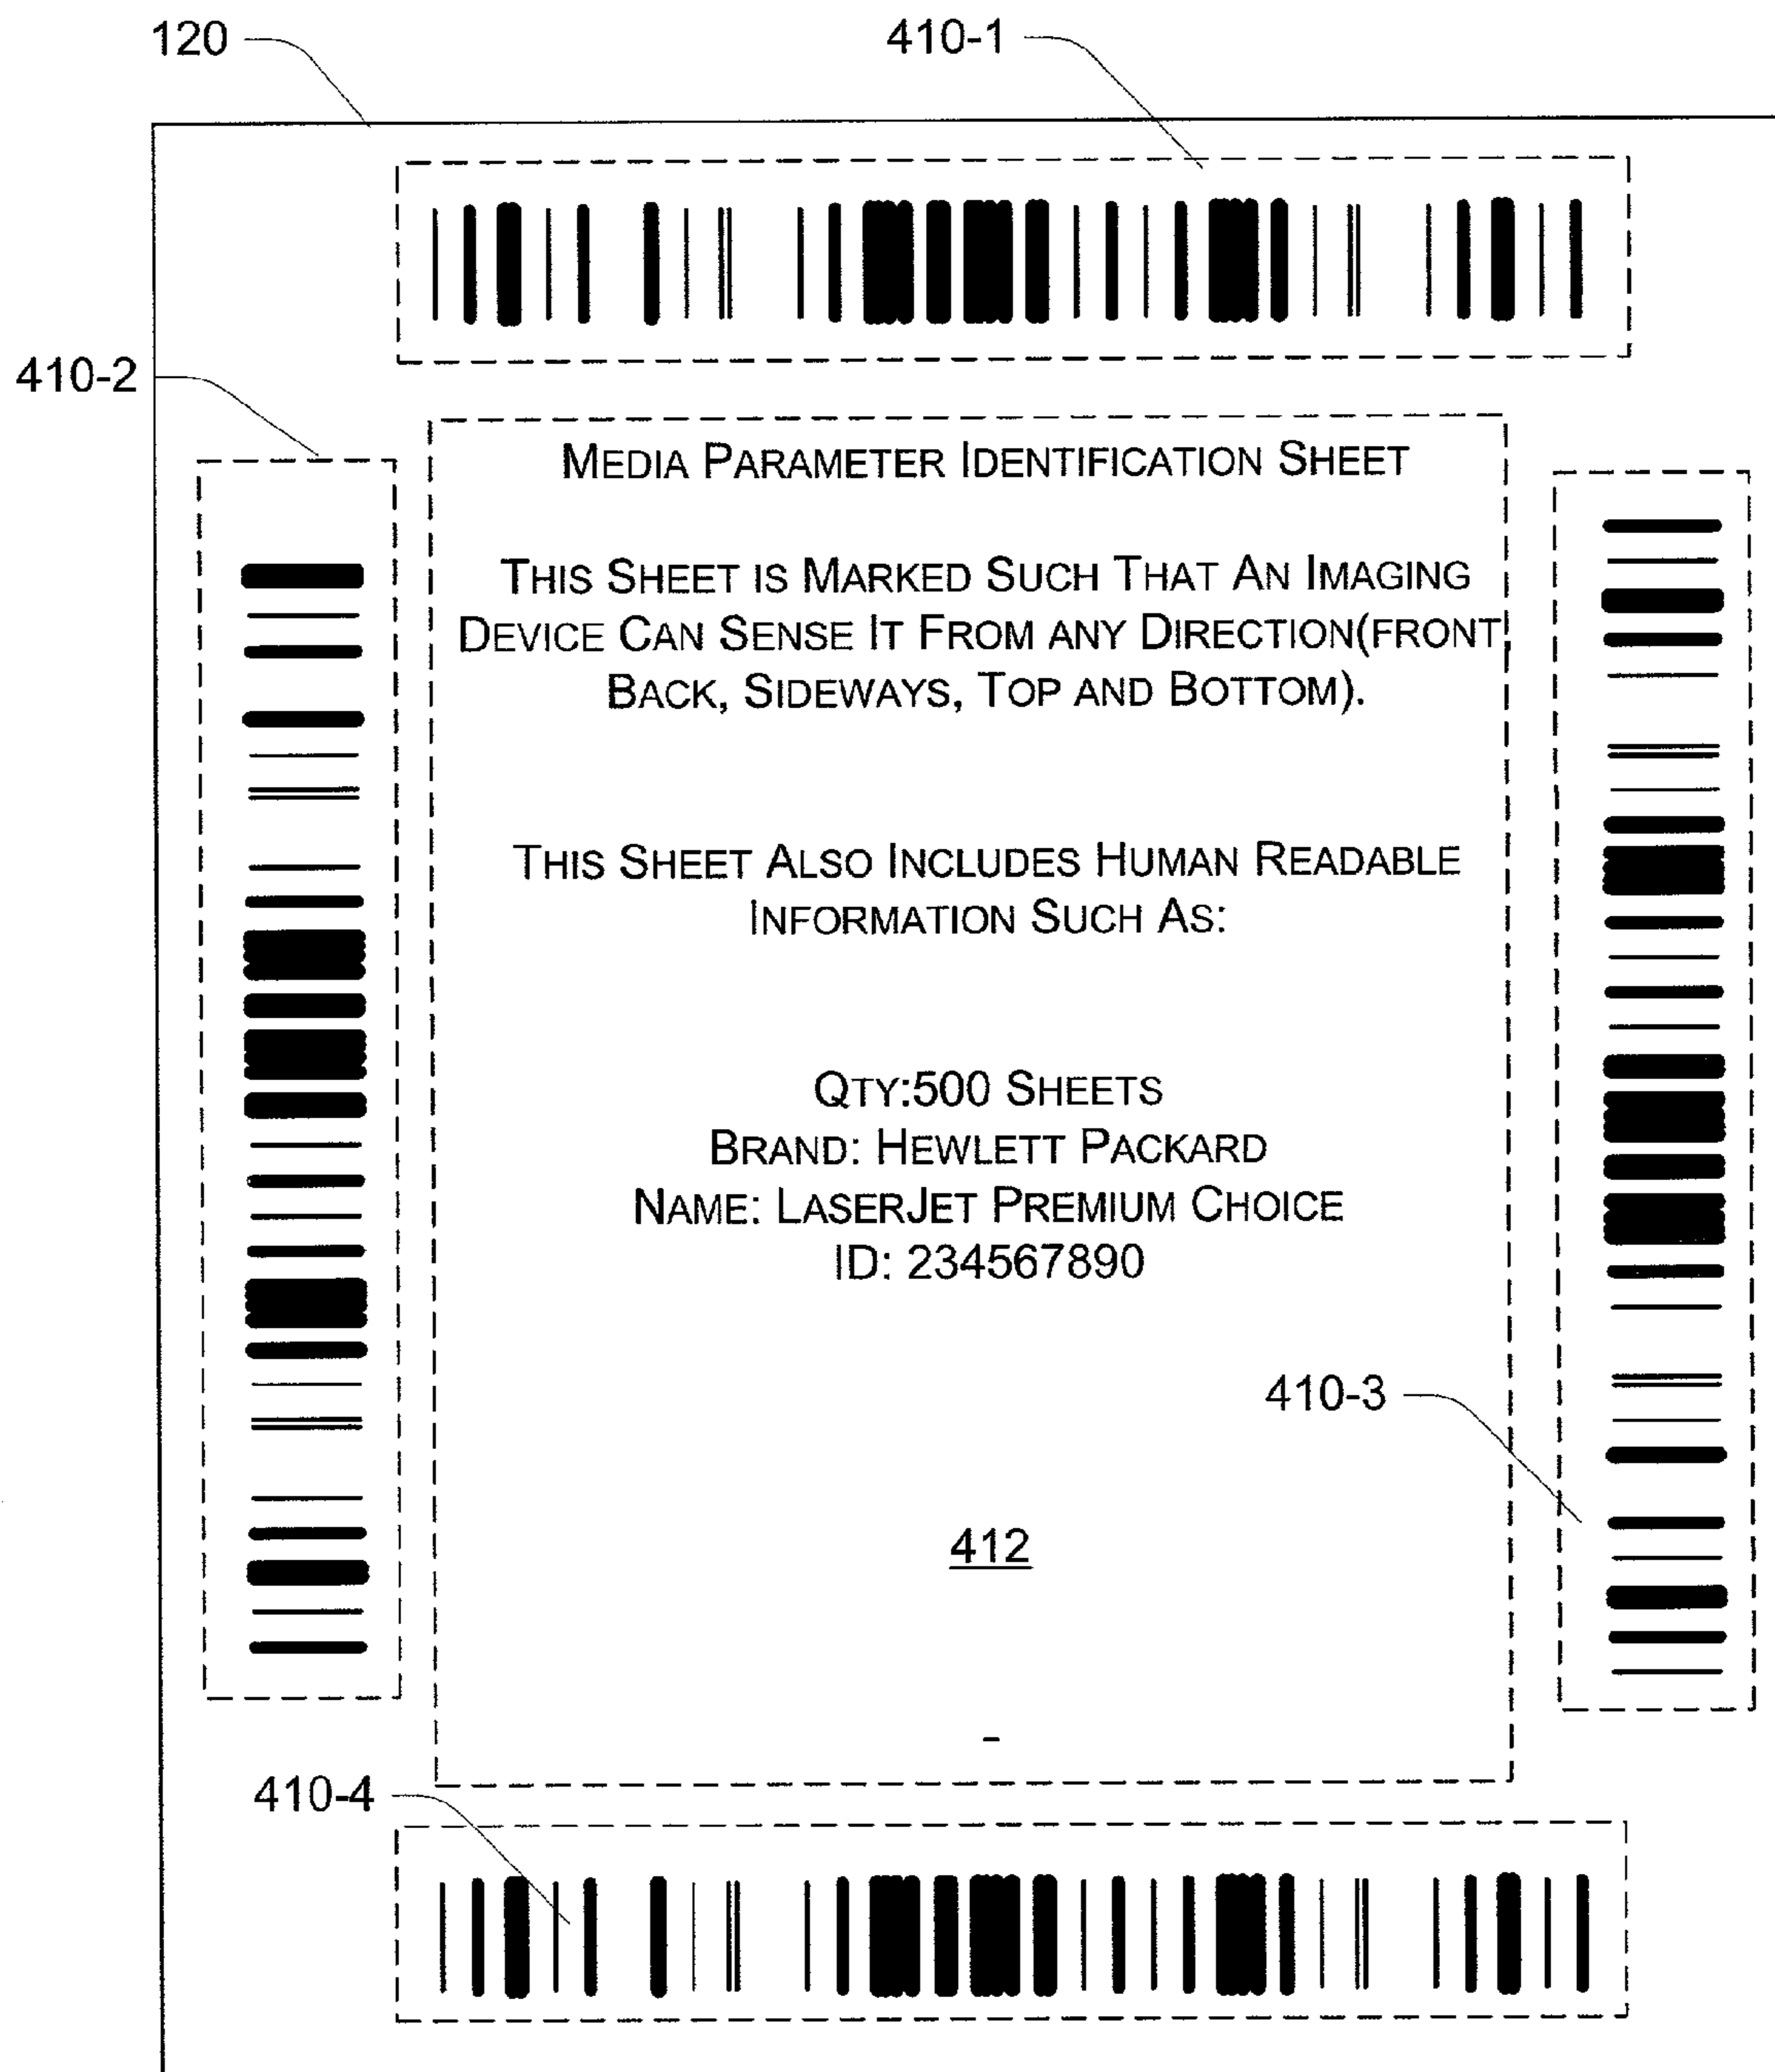 120
410-1
410-2
MEDIA PARAMETER IDENTIFICATION SHEET
THIS SHEET IS MARKED SUCH THAT AN IMAGING
DEVICE CAN SENSE IT FROM ANY DIRECTION(FRONT
BACK, SIDEWAYS, TOP AND BOTTOM).
THIS SHEET ALSO INCLUDES HUMAN READABLE
INFORMATION SUCH AS:
QTY:500 SHEETS
BRAND: HEWLETT PACKARD
NAME: LASERJET PREMIUM CHOICE
ID: 234567890
410-3
412
-
410-4